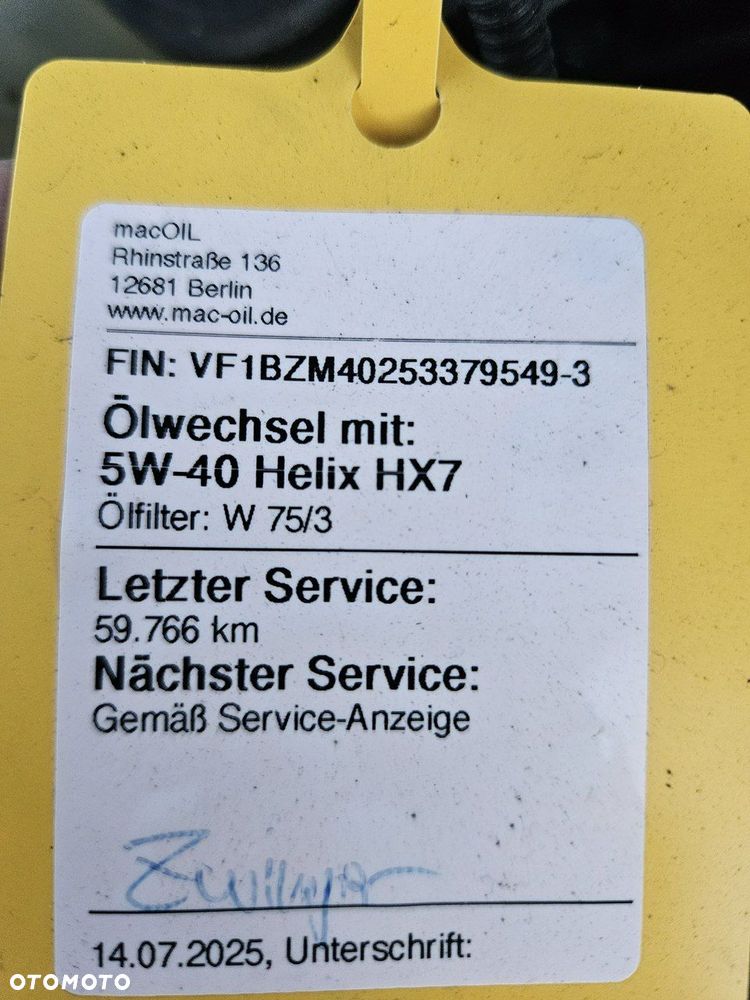 macOIL
Rhinstraße 136
12681 Berlin
www.mac-oil.de
FIN: VF1BZM40253379549-3
Ölwechsel mit:
5W-40 Helix HX7
Ölfilter: W 75/3
Letzter Service:
59.766 km
Nächster Service:
Gemäß Service-Anzeige
14.07.2025, Unterschrift:
OTOMOTO